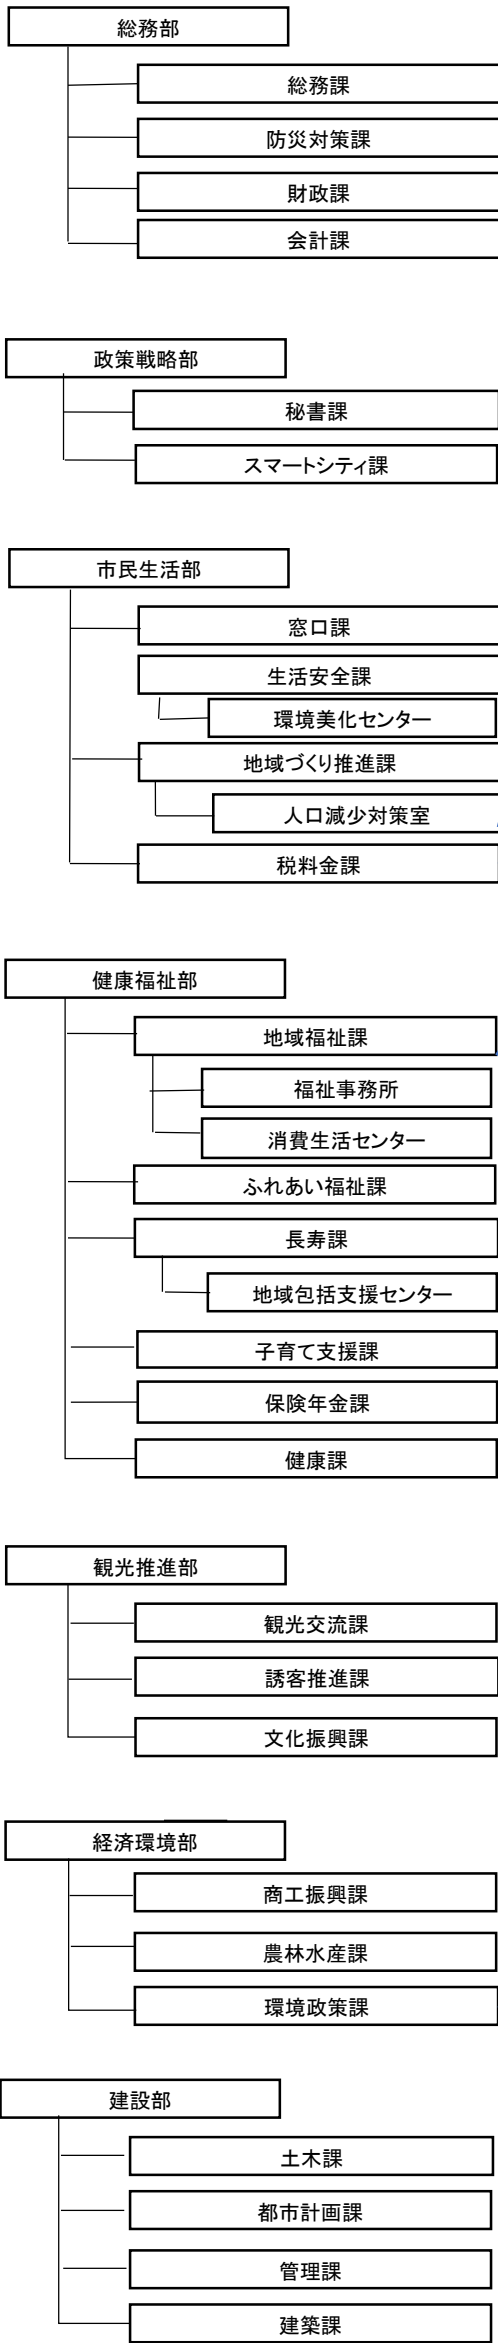 総務部
総務課
防災対策課
財政課
会計課
政策戦略部
秘書課
スマートシティ課
市民生活部
窓口課
生活安全課
環境美化センター
地域づくり推進課
人口減少対策室
税料金課
健康福祉部
地域福祉課
福祉事務所
消費生活センター
ふれあい福祉課
長寿課
地域包括支援センター
子育て支援課
保険年金課
健康課
観光推進部
観光交流課
誘客推進課
文化振興課
経済環境部
商工振興課
農林水産課
環境政策課
建設部
土木課
都市計画課
管理課
建築課